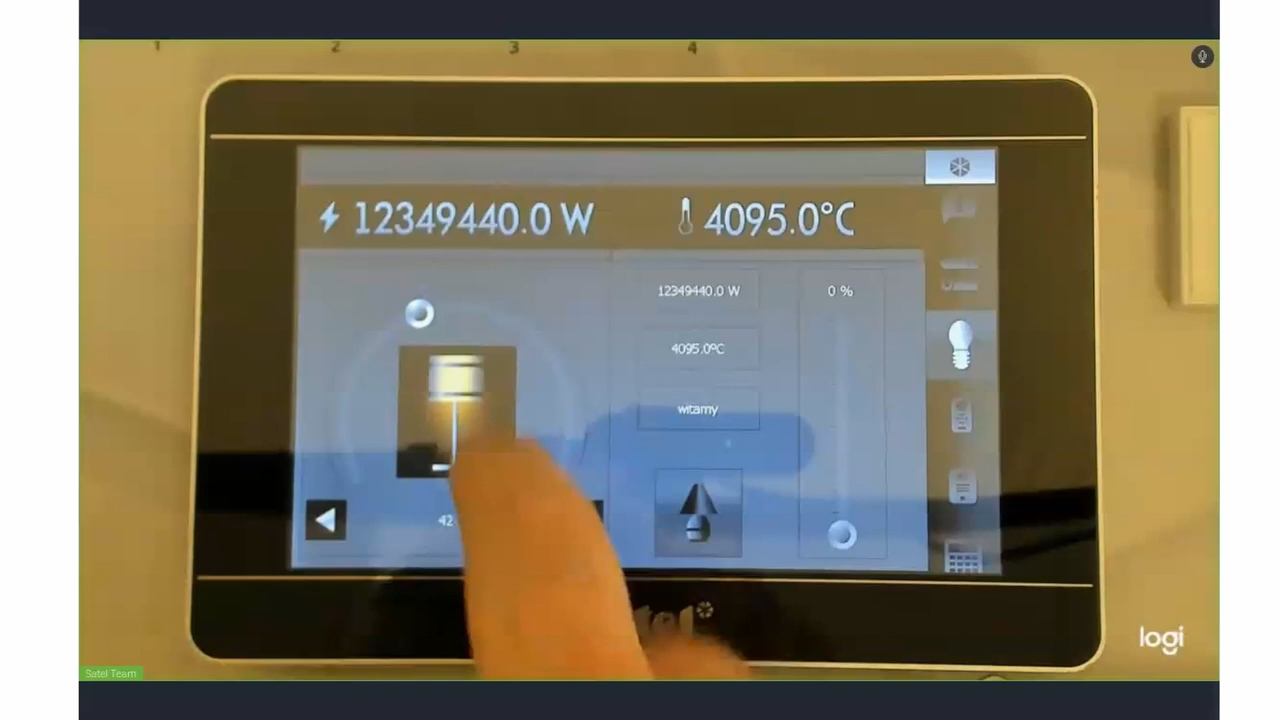 1 2 3 4
12349440.0 W 4095.0°C
12349440.0 W
0 %
4095.0°C
witamy
42
logi
Satel Team